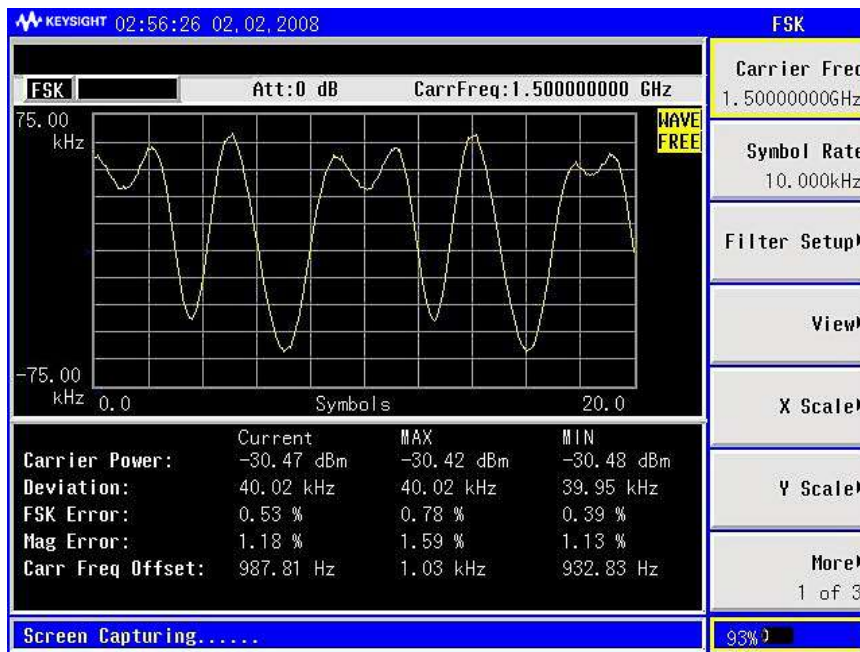 KEYSIGHT 02:56:26 02,02,2008
FSK
FSK Att:0 dB CarrFreq:1.500000000 GHz
75.00
kHz
WAVE
FREE
-75.00
kHz
0.0 Symbols 20.0
Current MAX MIN
Carrier Power: -30.47 dBm -30.42 dBm -30.48 dBm
Deviation: 40.02 kHz 40.02 kHz 39.95 kHz
FSK Error: 0.53 % 0.78 % 0.39 %
Mag Error: 1.18 % 1.59 % 1.13 %
Carr Freq Offset: 987.81 Hz 1.03 kHz 932.83 Hz
Screen Capturing......
Carrier Freq
1.50000000GHz
Symbol Rate
10.000kHz
Filter Setup
View
X Scale
Y Scale
More
1 of 3
93%